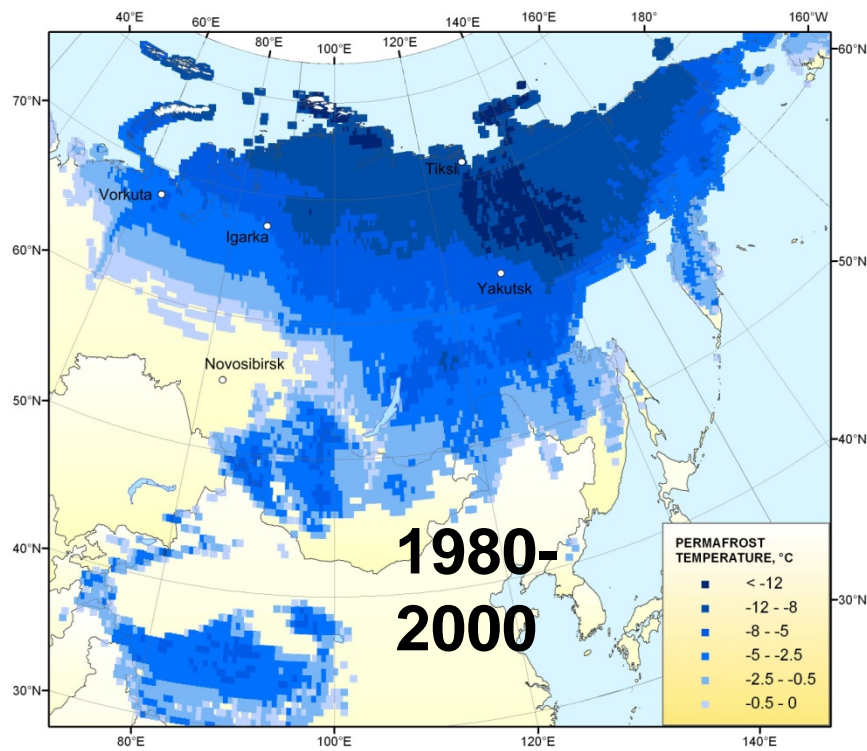 40°E 60°E 80°E 100°E 120°E 140°E 160°W
60°N
70°N
Tiksi
Vorkuta
Igarka
60°N
50°N
Yakutsk
Novosibirsk
50°N
40°N
1980-
2000
PERMAFROST
TEMPERATURE, °C
< -12
-12 - -8
-8 - -5
-5 - -2.5
-2.5 - -0.5
-0.5 - 0
40°N
30°N
30°N
80°E 100°E 120°E 140°E